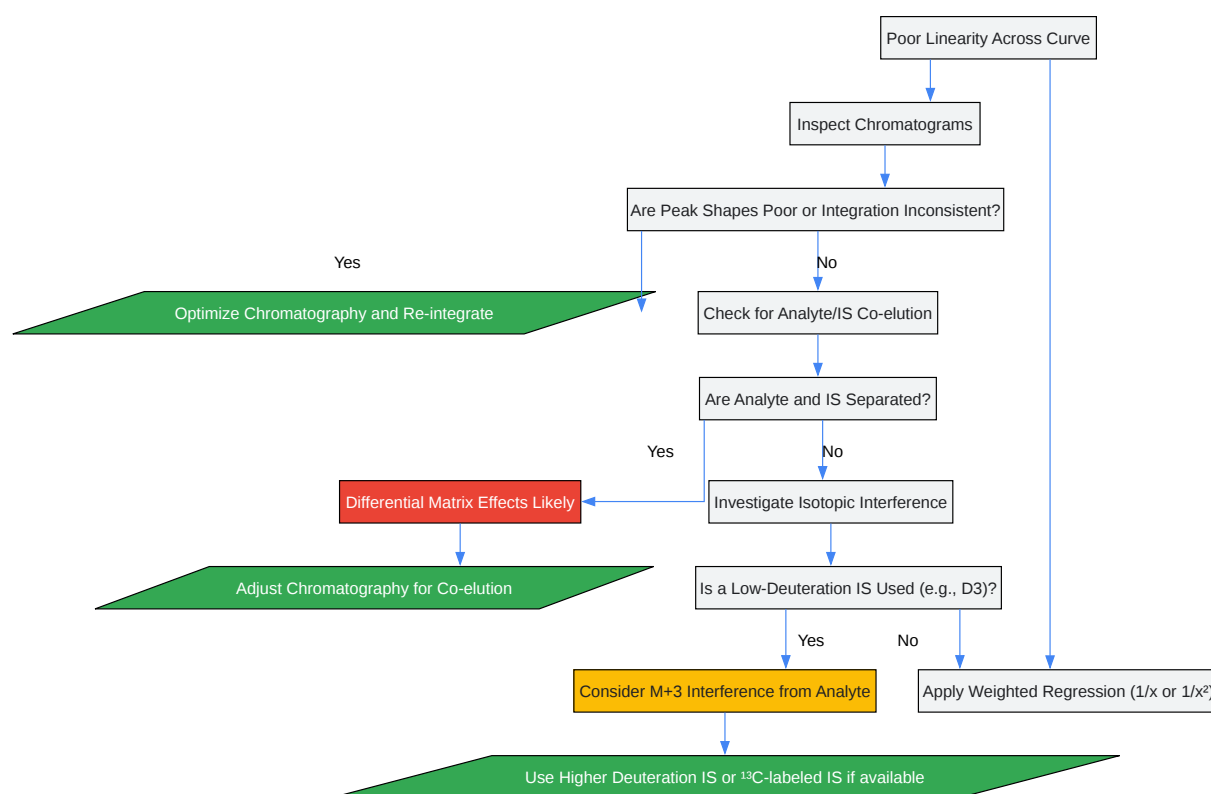 Poor Linearity Across Curve
Inspect Chromatograms
Are Peak Shapes Poor or Integration Inconsistent?
Yes
No
Optimize Chromatography and Re-integrate
Check for Analyte/IS Co-elution
Are Analyte and IS Separated?
Yes
No
Differential Matrix Effects Likely
Investigate Isotopic Interference
Adjust Chromatography for Co-elution
Is a Low-Deuteration IS Used (e.g., D3)?
Yes
No
Consider M+3 Interference from Analyte
Apply Weighted Regression (1/x or 1/x²)
Use Higher Deuteration IS or ¹³C-labeled IS if available